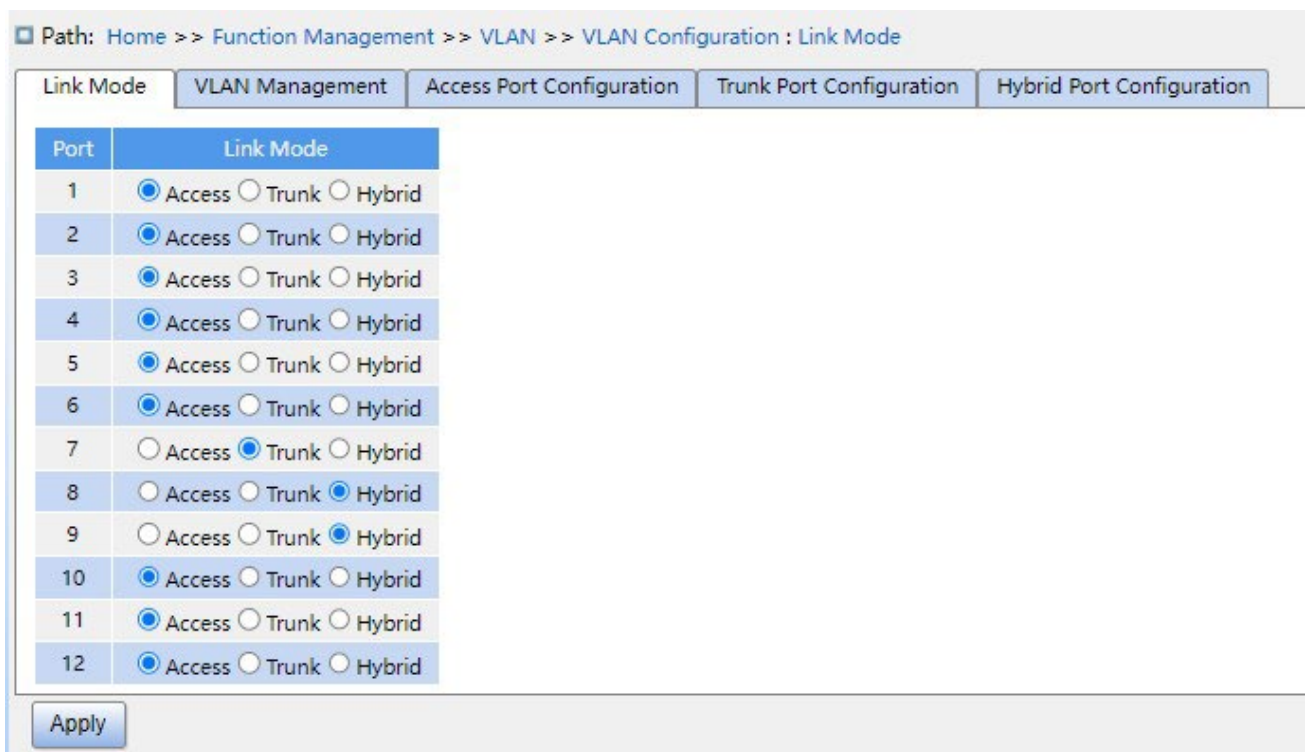 Path: Home >> Function Management >> VLAN >> VLAN Configuration : Link Mode
Link Mode VLAN Management Access Port Configuration Trunk Port Configuration Hybrid Port Configuration
Port Link Mode
1 Access Trunk Hybrid
2 Access Trunk Hybrid
3 Access Trunk Hybrid
4 Access Trunk Hybrid
5 Access Trunk Hybrid
6 Access Trunk Hybrid
7 Access Trunk Hybrid
8 Access Trunk Hybrid
9 Access Trunk Hybrid
10 Access Trunk Hybrid
11 Access Trunk Hybrid
12 Access Trunk Hybrid
Apply